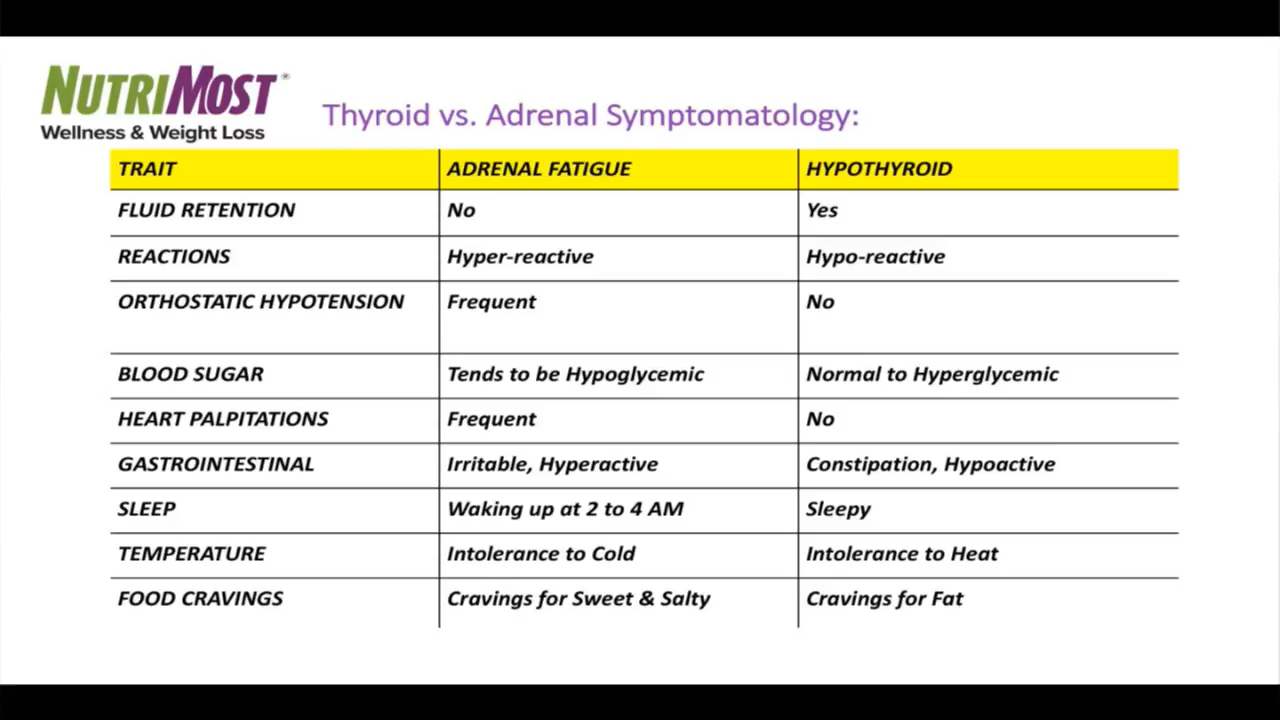 NUTRIMOST®
Wellness & Weight Loss
Thyroid vs. Adrenal Symptomatology:
TRAIT ADRENAL FATIGUE HYPOTHYROID
FLUID RETENTION No Yes
REACTIONS Hyper-reactive Hypo-reactive
ORTHOSTATIC HYPOTENSION Frequent No
BLOOD SUGAR Tends to be Hypoglycemic Normal to Hyperglycemic
HEART PALPITATIONS Frequent No
GASTROINTESTINAL Irritable, Hyperactive Constipation, Hypoactive
SLEEP Waking up at 2 to 4 AM Sleepy
TEMPERATURE Intolerance to Cold Intolerance to Heat
FOOD CRAVINGS Cravings for Sweet & Salty Cravings for Fat